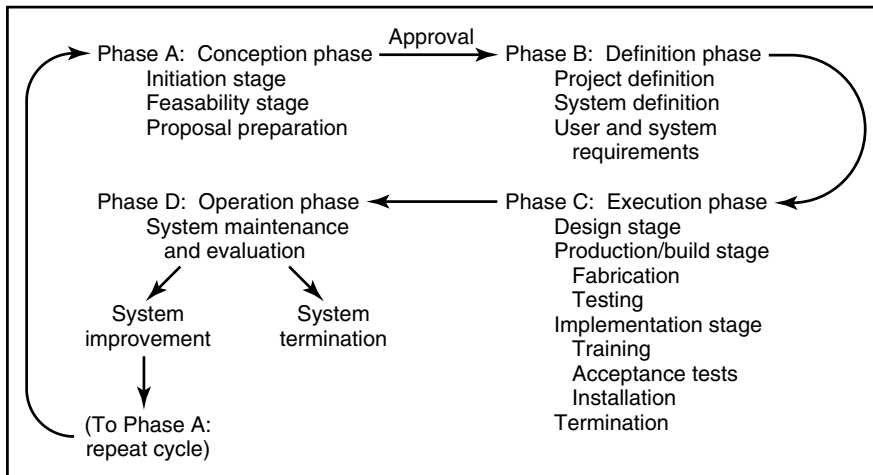 Phase A: Conception phase
Initiation stage
Feasability stage
Proposal preparation
Approval
Phase B: Definition phase
Project definition
System definition
User and system
requirements
Phase C: Execution phase
Design stage
Production/build stage
Fabrication
Testing
Implementation stage
Training
Acceptance tests
Installation
Termination
Phase D: Operation phase
System maintenance
and evaluation
System
improvement
System
termination
(To Phase A:
repeat cycle)